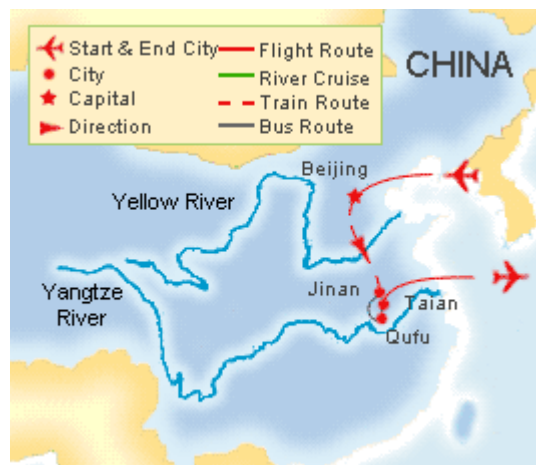 Start & End City
City
Capital
Direction
Flight Route
River Cruise
Train Route
Bus Route
CHINA
Beijing
Yellow River
Yangtze
River
Jinan
Taian
Qufu